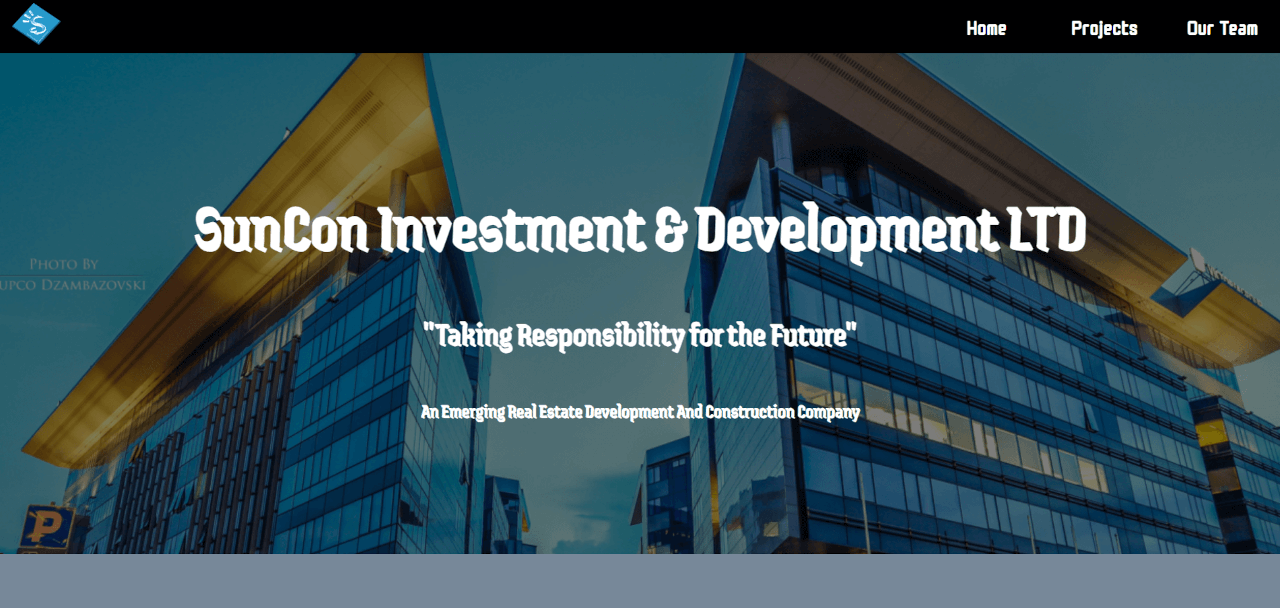 Home Projects Our Team
SunCon Investment & Development LTD
PHOTO BY
UPCO DZAMBAZOVSKI
"Taking Responsibility for the Future"
An Emerging Real Estate Development And Construction Company